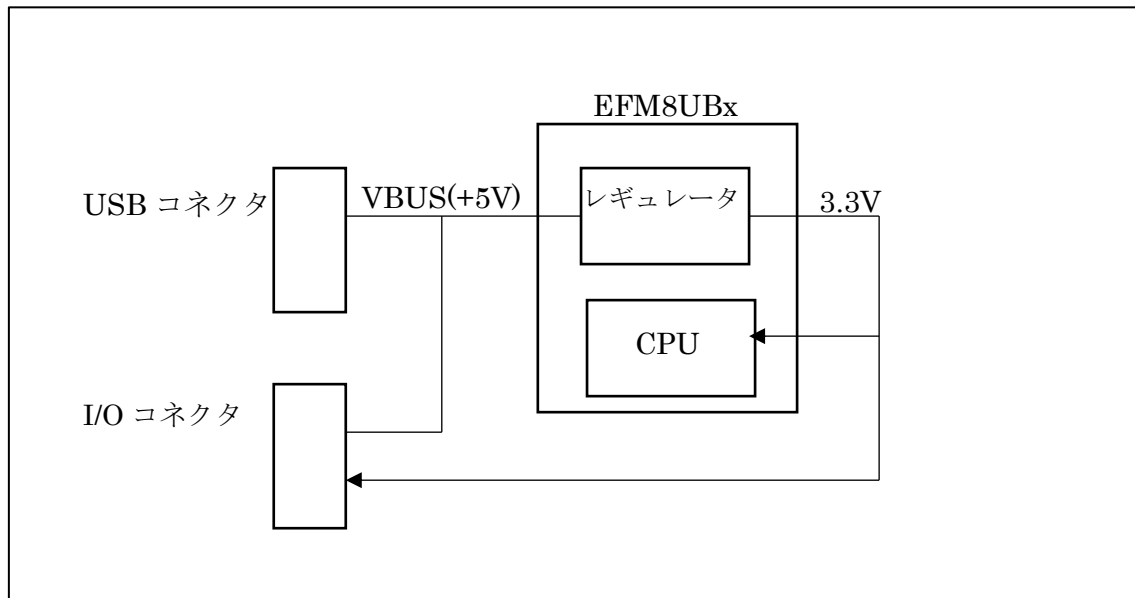 EFM8UBx
USB コネクタ
VBUS(+5V)
レギュレータ
3.3V
CPU
I/O コネクタ